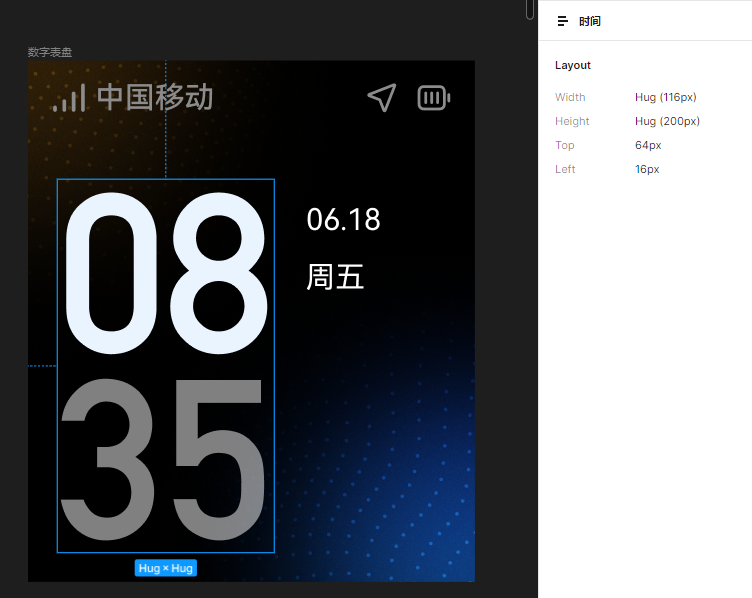 时间
Layout
Width Hug (116px)
Height Hug (200px)
Top 64px
Left 16px
数字表盘
中国移动
08
06.18
周五
35
Hug × Hug